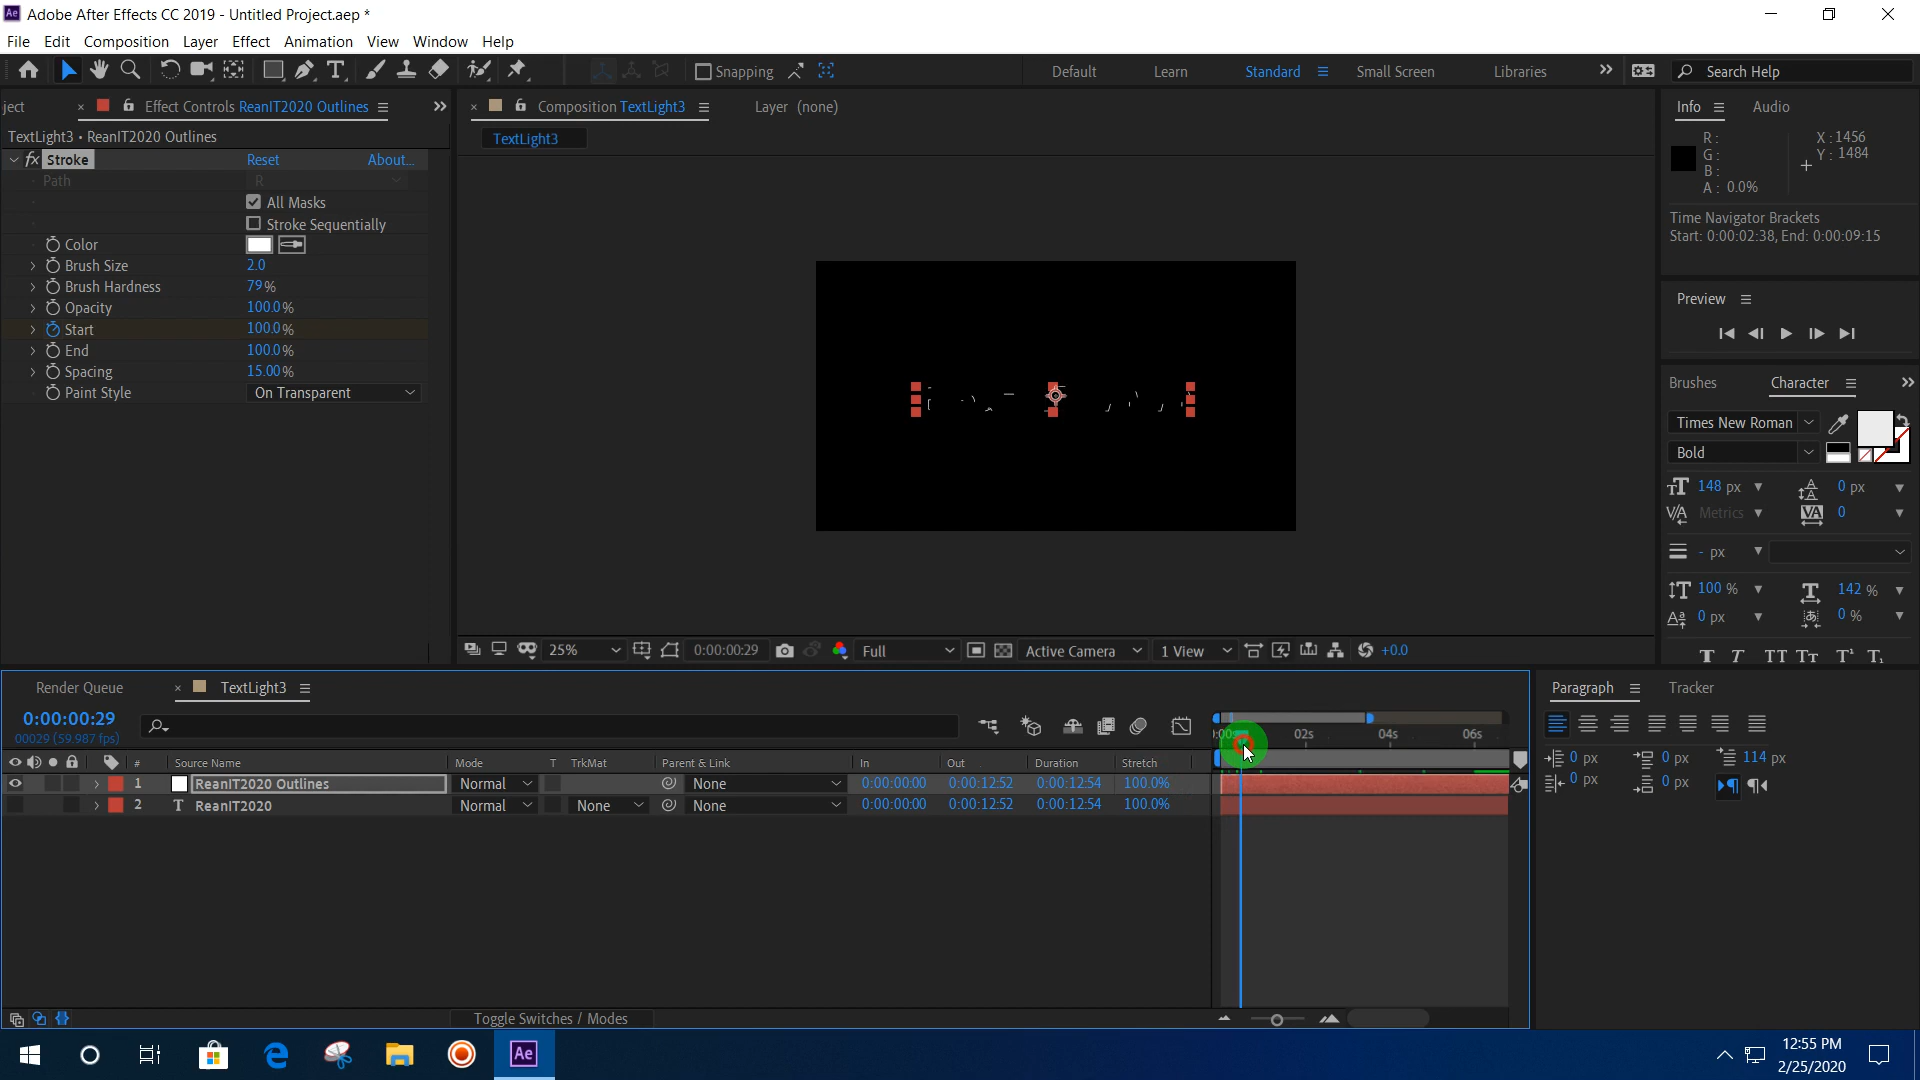 Ae Adobe After Effects CC 2019 - Untitled Project.aep *
File Edit Composition Layer Effect Animation View Window Help
Snapping Default Learn Standard Small Screen Libraries Search Help
ject Effect Controls ReanIT2020 Outlines Composition TextLight3 Layer (none) Info Audio
TextLight3 • ReanIT2020 Outlines
TextLight3
fx Stroke Reset About...
Path R
All Masks
Stroke Sequentially
Color
Brush Size 2.0
Brush Hardness 79%
Opacity 100.0%
Start 100.0%
End 100.0%
Spacing 15.00%
Paint Style On Transparent
R : X : 1456
G : Y : 1484
B :
A : 0.0%
Time Navigator Brackets
Start: 0:00:02:38, End: 0:00:09:15
Preview
Brushes Character
Times New Roman
Bold
148 px 0 px
Metrics 0
- px
100 % 142 %
0 px 0 %
25% 0:00:00:29 Full Active Camera 1 View +0.0
Render Queue TextLight3
0:00:00:29
00029 (59.987 fps)
02s 04s 06s
# Source Name Mode T TrkMat Parent & Link In Out Duration Stretch
1 ReanIT2020 Outlines Normal None 0:00:00:00 0:00:12:52 0:00:12:54 100.0%
2 T ReanIT2020 Normal None None 0:00:00:00 0:00:12:52 0:00:12:54 100.0%
Toggle Switches / Modes
Paragraph Tracker
0 px 0 px 114 px
0 px 0 px
Ae
12:55 PM
2/25/2020